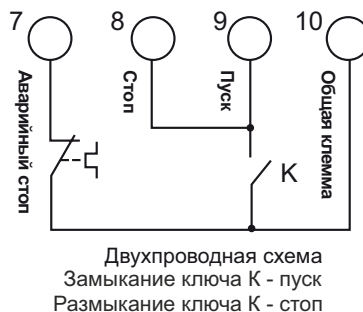 7 8 9 10
Аварийный стоп
Стоп
Пуск
Общая клемма
К
Двухпроводная схема
Замыкание ключа К - пуск
Размыкание ключа К - стоп